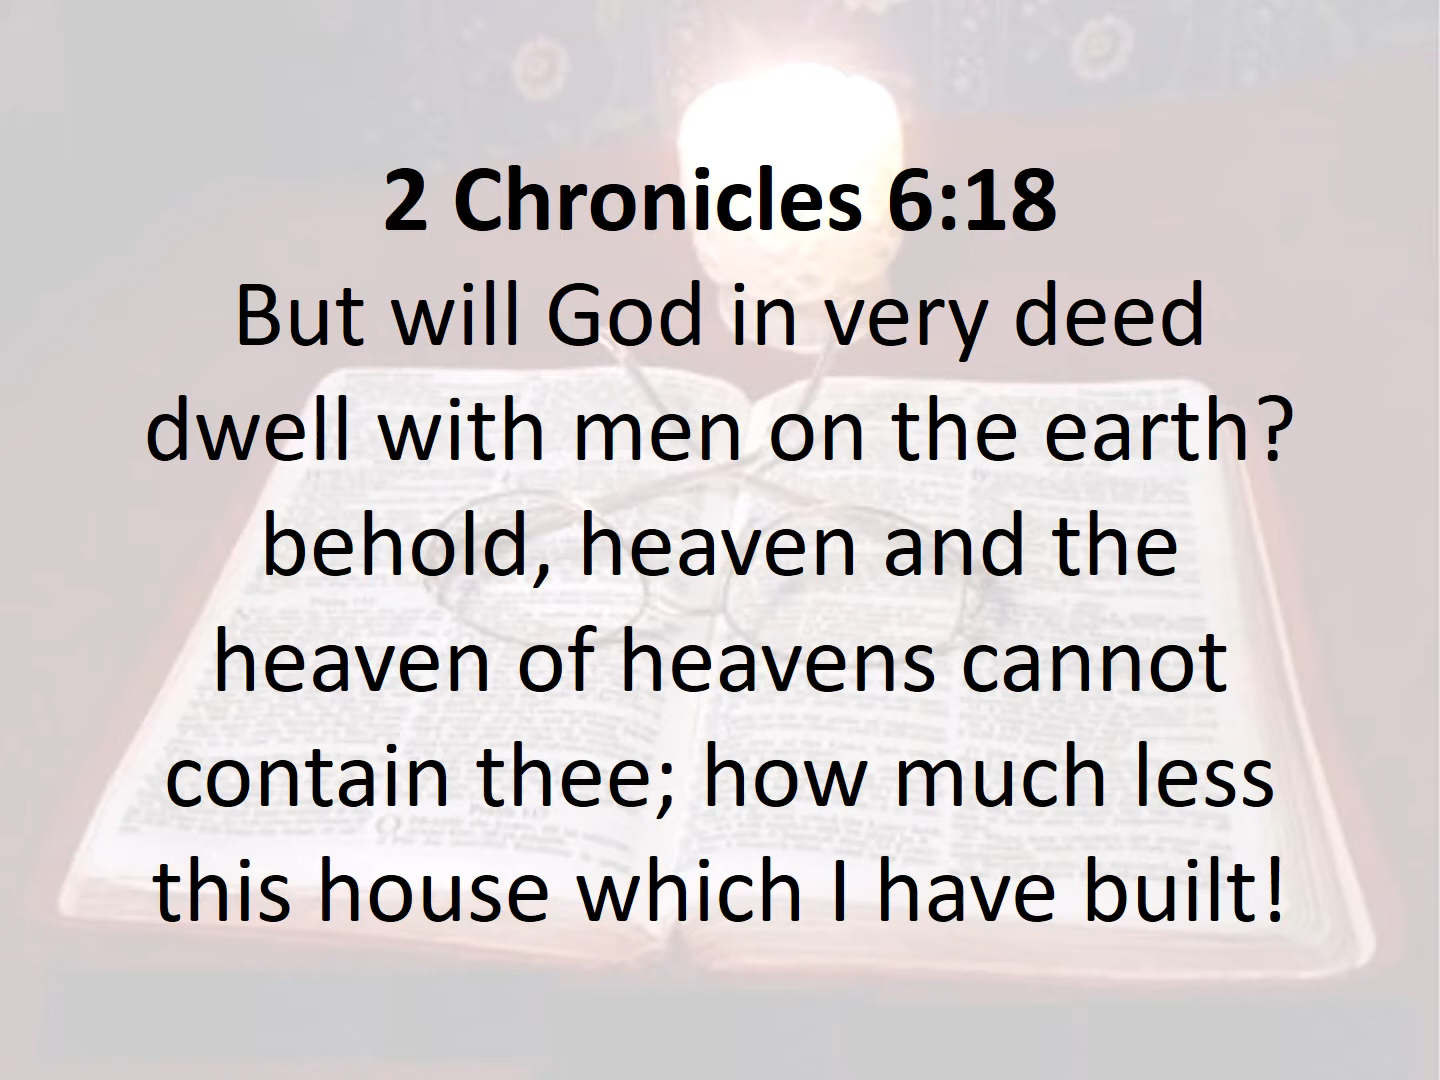 2 Chronicles 6:18
But will God in very deed
dwell with men on the earth?
behold, heaven and the
heaven of heavens cannot
contain thee; how much less
this house which I have built!